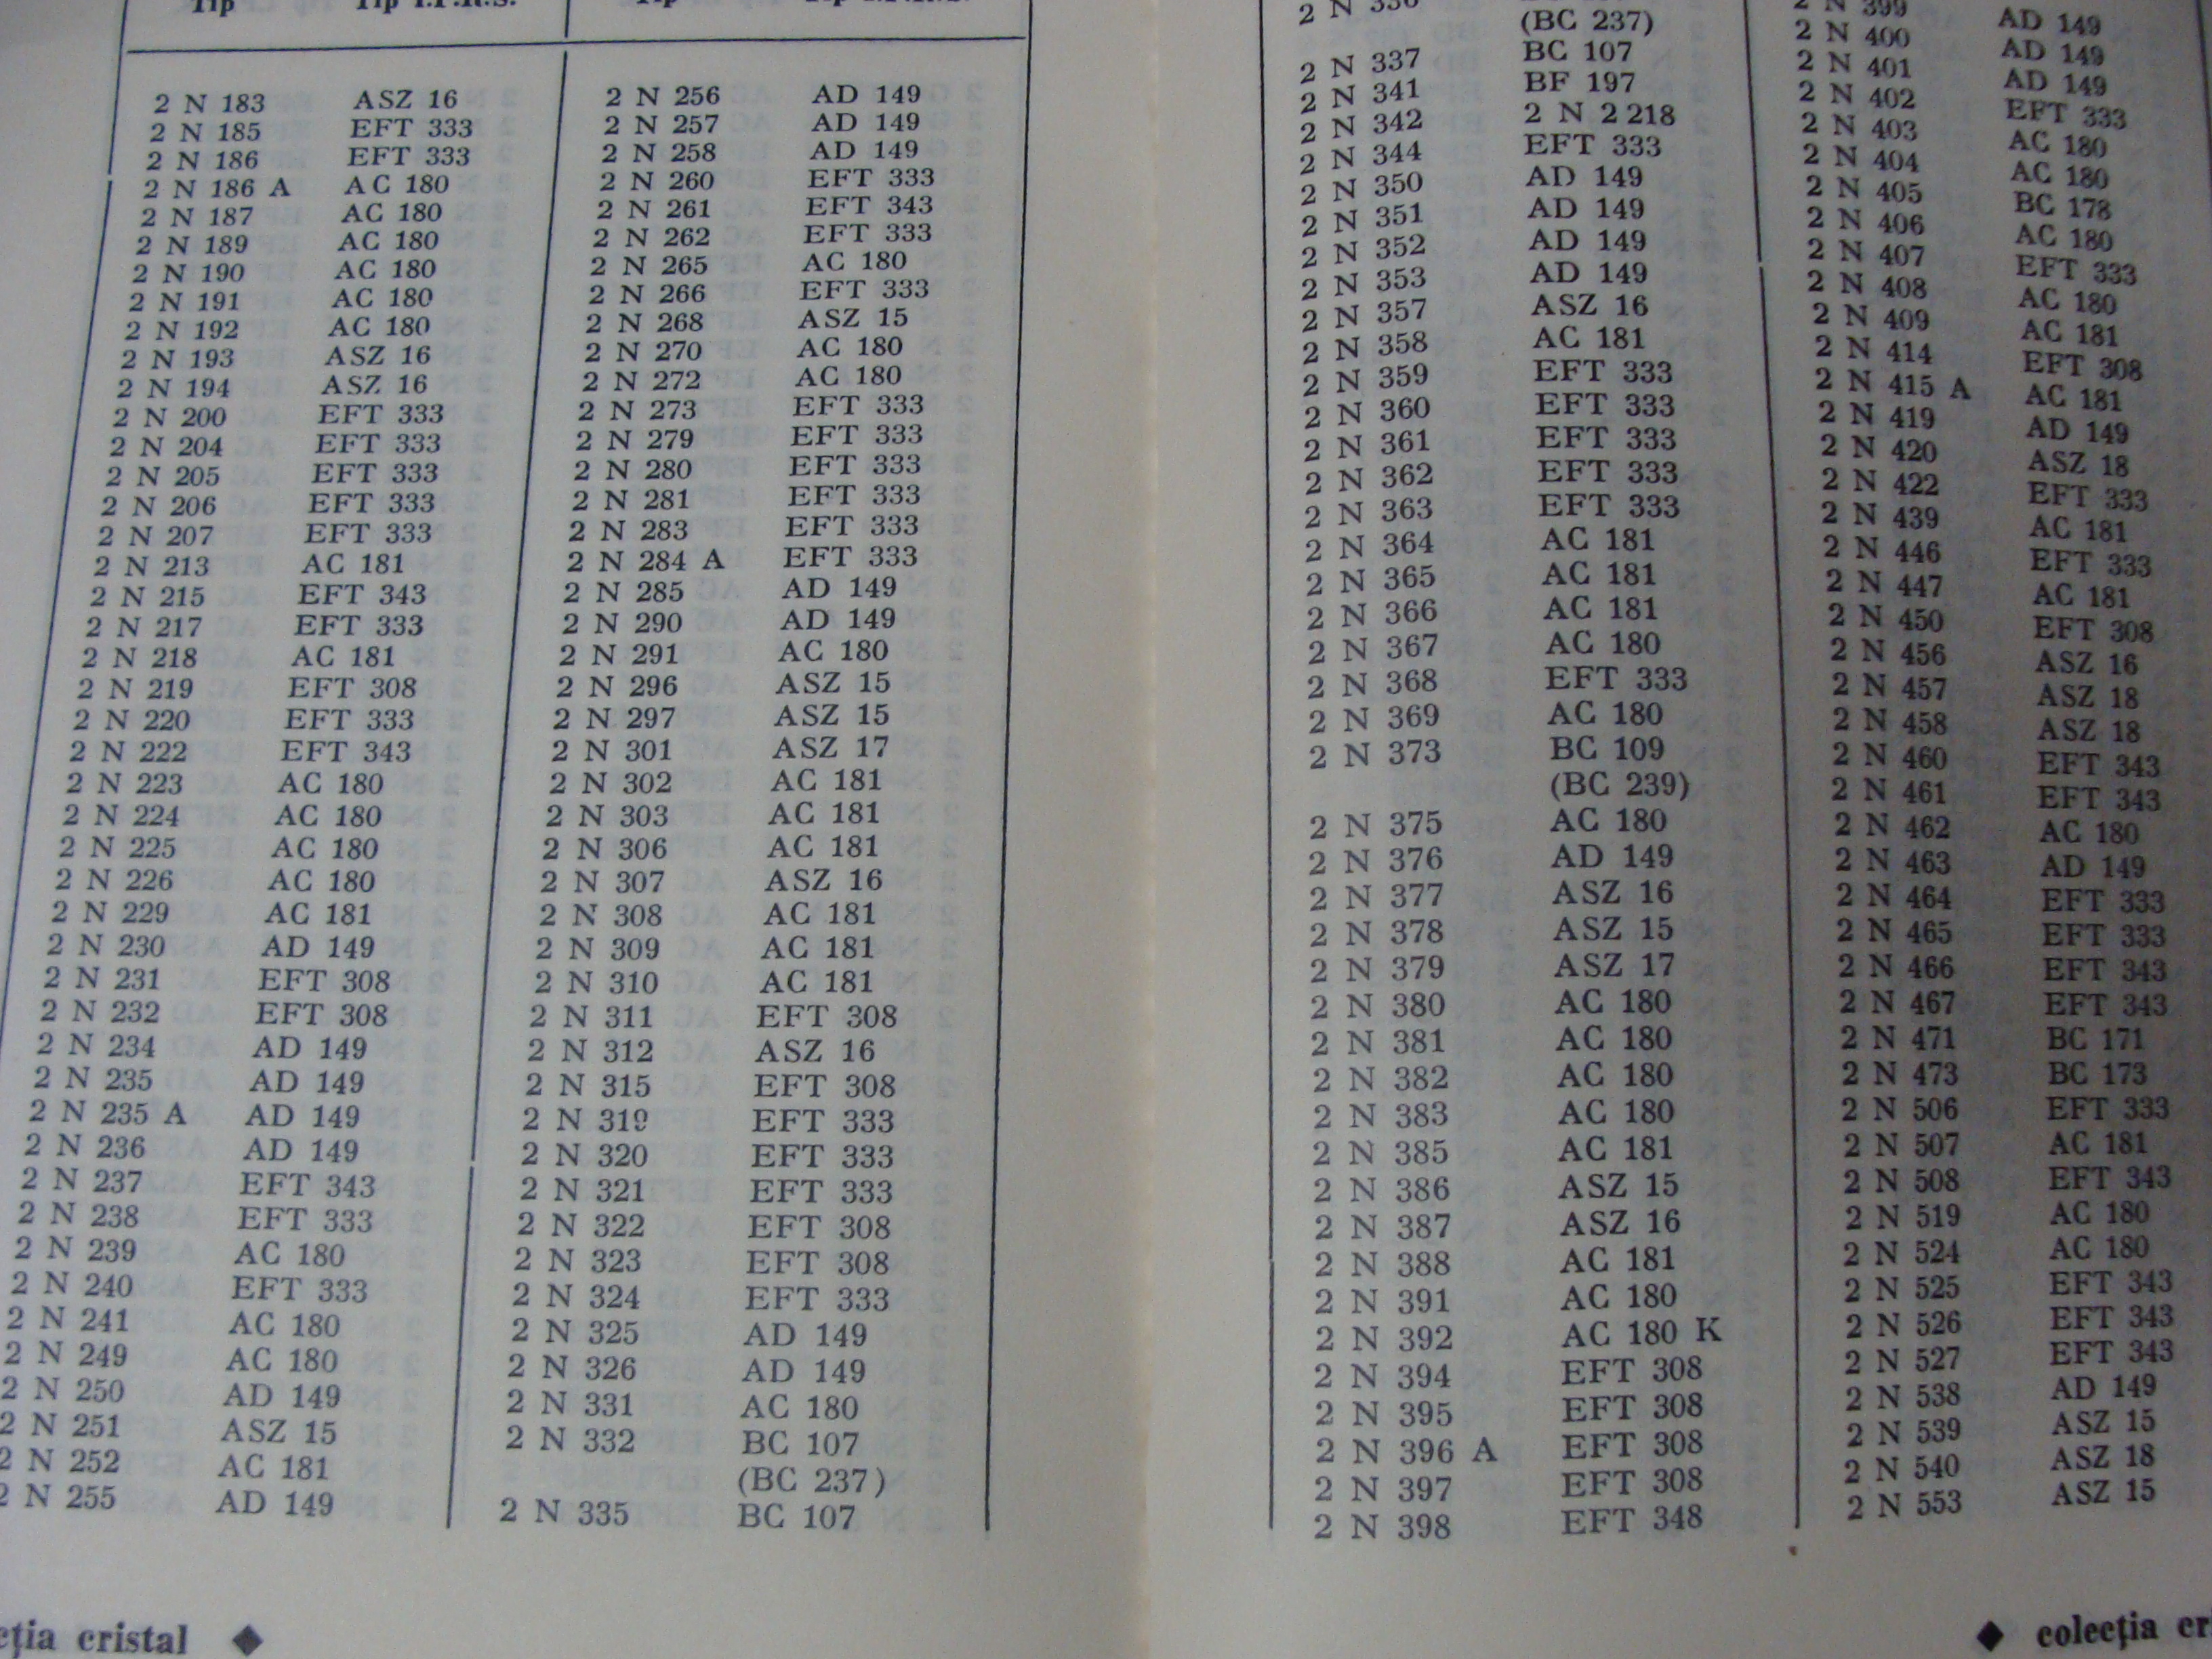 Tip Tip I.P.R.S.
2 N 183 ASZ 16
2 N 185 EFT 333
2 N 186 EFT 333
2 N 186 A AC 180
2 N 187 AC 180
2 N 189 AC 180
2 N 190 AC 180
2 N 191 AC 180
2 N 192 AC 180
2 N 193 ASZ 16
2 N 194 ASZ 16
2 N 200 EFT 333
2 N 204 EFT 333
2 N 205 EFT 333
2 N 206 EFT 333
2 N 207 EFT 333
2 N 213 AC 181
2 N 215 EFT 343
2 N 217 EFT 333
2 N 218 AC 181
2 N 219 EFT 308
2 N 220 EFT 333
2 N 222 EFT 343
2 N 223 AC 180
2 N 224 AC 180
2 N 225 AC 180
2 N 226 AC 180
2 N 229 AC 181
2 N 230 AD 149
2 N 231 EFT 308
2 N 232 EFT 308
2 N 234 AD 149
2 N 235 AD 149
2 N 235 A AD 149
2 N 236 AD 149
2 N 237 EFT 343
2 N 238 EFT 333
2 N 239 AC 180
2 N 240 EFT 333
2 N 241 AC 180
2 N 249 AC 180
2 N 250 AD 149
2 N 251 ASZ 15
2 N 252 AC 181
2 N 255 AD 149
2 N 256 AD 149
2 N 257 AD 149
2 N 258 AD 149
2 N 260 EFT 333
2 N 261 EFT 343
2 N 262 EFT 333
2 N 265 AC 180
2 N 266 EFT 333
2 N 268 ASZ 15
2 N 270 AC 180
2 N 272 AC 180
2 N 273 EFT 333
2 N 279 EFT 333
2 N 280 EFT 333
2 N 281 EFT 333
2 N 283 EFT 333
2 N 284 A EFT 333
2 N 285 AD 149
2 N 290 AD 149
2 N 291 AC 180
2 N 296 ASZ 15
2 N 297 ASZ 15
2 N 301 ASZ 17
2 N 302 AC 181
2 N 303 AC 181
2 N 306 AC 181
2 N 307 ASZ 16
2 N 308 AC 181
2 N 309 AC 181
2 N 310 AC 181
2 N 311 EFT 308
2 N 312 ASZ 16
2 N 315 EFT 308
2 N 319 EFT 333
2 N 320 EFT 333
2 N 321 EFT 333
2 N 322 EFT 308
2 N 323 EFT 308
2 N 324 EFT 333
2 N 325 AD 149
2 N 326 AD 149
2 N 331 AC 180
2 N 332 BC 107
(BC 237)
2 N 335 BC 107
ecția cristal ◆
2 N 336
(BC 237)
2 N 337 BC 107
2 N 341 BF 197
2 N 342 2 N 2 218
2 N 344 EFT 333
2 N 350 AD 149
2 N 351 AD 149
2 N 352 AD 149
2 N 353 AD 149
2 N 357 ASZ 16
2 N 358 AC 181
2 N 359 EFT 333
2 N 360 EFT 333
2 N 361 EFT 333
2 N 362 EFT 333
2 N 363 EFT 333
2 N 364 AC 181
2 N 365 AC 181
2 N 366 AC 181
2 N 367 AC 180
2 N 368 EFT 333
2 N 369 AC 180
2 N 373 BC 109
(BC 239)
2 N 375 AC 180
2 N 376 AD 149
2 N 377 ASZ 16
2 N 378 ASZ 15
2 N 379 ASZ 17
2 N 380 AC 180
2 N 381 AC 180
2 N 382 AC 180
2 N 383 AC 180
2 N 385 AC 181
2 N 386 ASZ 15
2 N 387 ASZ 16
2 N 388 AC 181
2 N 391 AC 180
2 N 392 AC 180 K
2 N 394 EFT 308
2 N 395 EFT 308
2 N 396 A EFT 308
2 N 397 EFT 308
2 N 398 EFT 348
2 N 399 AD 149
2 N 400 AD 149
2 N 401 AD 149
2 N 402 EFT 333
2 N 403 AC 180
2 N 404 AC 180
2 N 405 BC 178
2 N 406 AC 180
2 N 407 EFT 333
2 N 408 AC 180
2 N 409 AC 181
2 N 414 EFT 308
2 N 415 A AC 181
2 N 419 AD 149
2 N 420 ASZ 18
2 N 422 EFT 333
2 N 439 AC 181
2 N 446 EFT 333
2 N 447 AC 181
2 N 450 EFT 308
2 N 456 ASZ 16
2 N 457 ASZ 18
2 N 458 ASZ 18
2 N 460 EFT 343
2 N 461 EFT 343
2 N 462 AC 180
2 N 463 AD 149
2 N 464 EFT 333
2 N 465 EFT 333
2 N 466 EFT 343
2 N 467 EFT 343
2 N 471 BC 171
2 N 473 BC 173
2 N 506 EFT 333
2 N 507 AC 181
2 N 508 EFT 343
2 N 519 AC 180
2 N 524 AC 180
2 N 525 EFT 343
2 N 526 EFT 343
2 N 527 EFT 343
2 N 538 AD 149
2 N 539 ASZ 15
2 N 540 ASZ 18
2 N 553 ASZ 15
◆ colecția cri